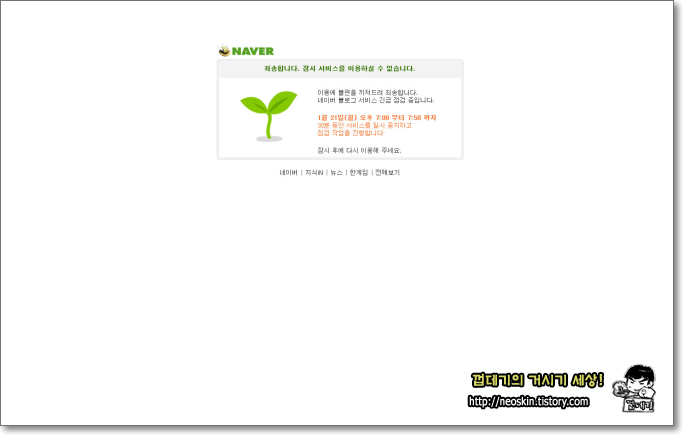 NAVER
죄송합니다. 잠시 서비스를 이용하실 수 없습니다.
이용에 불편을 끼쳐드려 죄송합니다.
네이버 블로그 서비스 긴급 점검 중입니다.
1월 21일(월) 오후 7:00 부터 7:50 까지
30분 동안 서비스를 일시 중지하고
점검 작업을 진행합니다.
잠시 후에 다시 이용해 주세요.
네이버 | 지식iN | 뉴스 | 한게임 | 전체보기
껍데기의 거시기 세상!
http://neoskin.tistory.com
껍데기